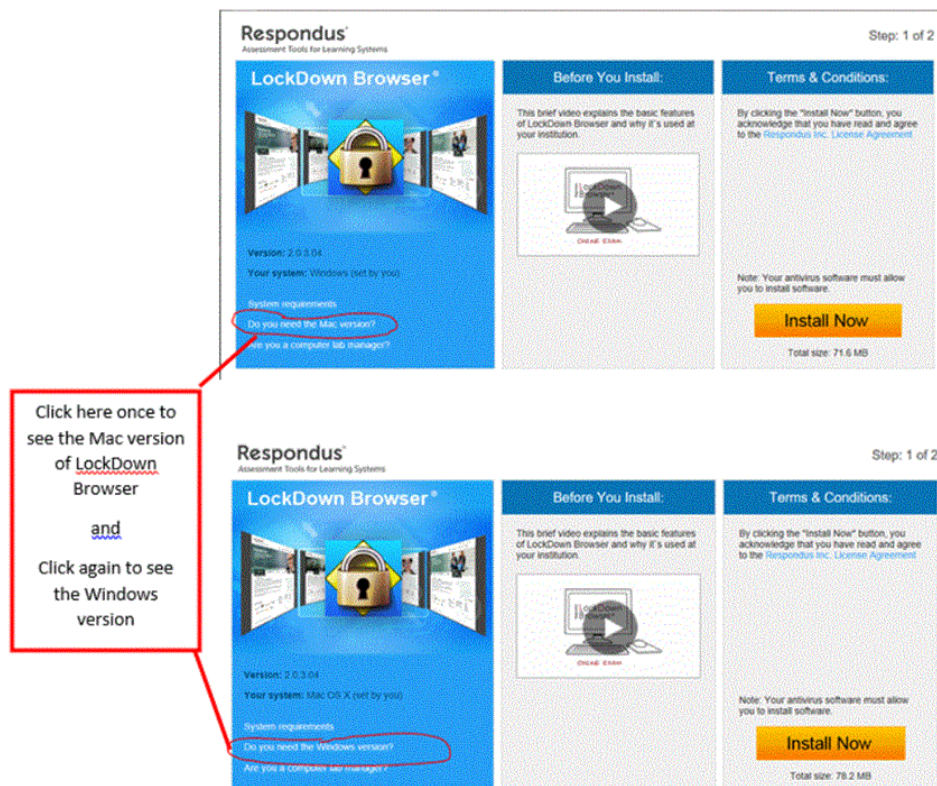 Respondus
Assessment Tools for Learning Systems
Step: 1 of 2
LockDown Browser®
Version: 2.0.3.04
Your system: Windows (set by you)
System requirements
Do you need the Mac version?
Are you a computer lab manager?
Before You Install:
This brief video explains the basic features
of LockDown Browser and why it's used at
your institution.
LockDown
Browser
ONLINE EXAM
Terms & Conditions:
By clicking the "Install Now" button, you
acknowledge that you have read and agree
to the Respondus Inc. License Agreement
Note: Your antivirus software must allow
you to install software.
Install Now
Total size: 71.6 MB
Click here once to
see the Mac version
of LockDown
Browser
and
Click again to see
the Windows
version
Respondus
Assessment Tools for Learning Systems
Step: 1 of 2
LockDown Browser®
Version: 2.0.3.04
Your system: Mac OS X (set by you)
System requirements
Do you need the Windows version?
Are you a computer lab manager?
Before You Install:
This brief video explains the basic features
of LockDown Browser and why it's used at
your institution.
LockDown
Browser
ONLINE EXAM
Terms & Conditions:
By clicking the "Install Now" button, you
acknowledge that you have read and agree
to the Respondus Inc. License Agreement
Note: Your antivirus software must allow
you to install software.
Install Now
Total size: 78.2 MB